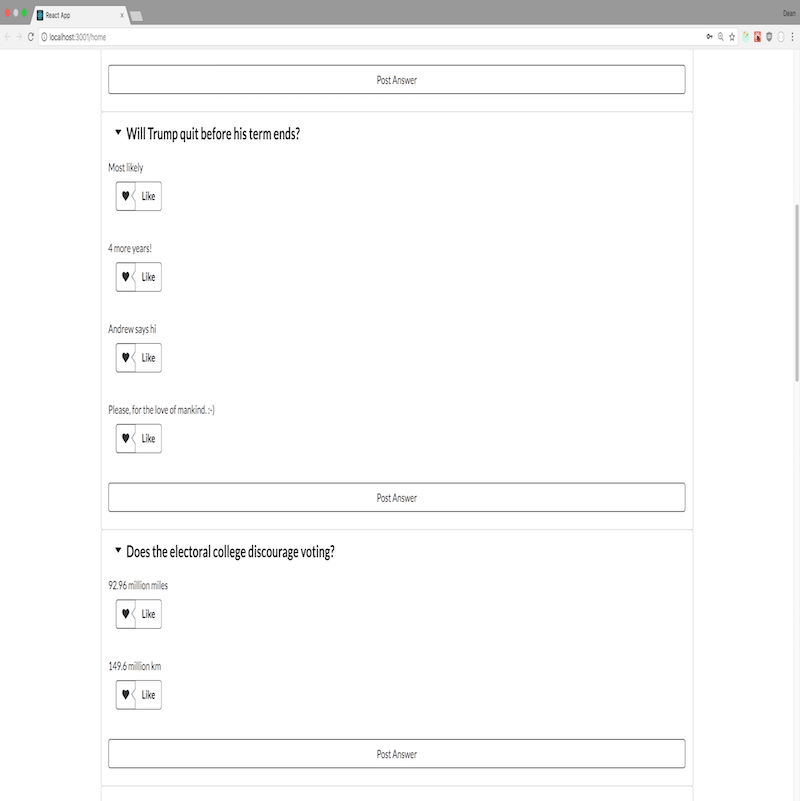 React App
Dean
localhost:3001/home
Post Answer
Will Trump quit before his term ends?
Most likely
Like
4 more years!
Like
Andrew says hi
Like
Please, for the love of mankind. :-)
Like
Post Answer
Does the electoral college discourage voting?
92.96 million miles
Like
149.6 million km
Like
Post Answer